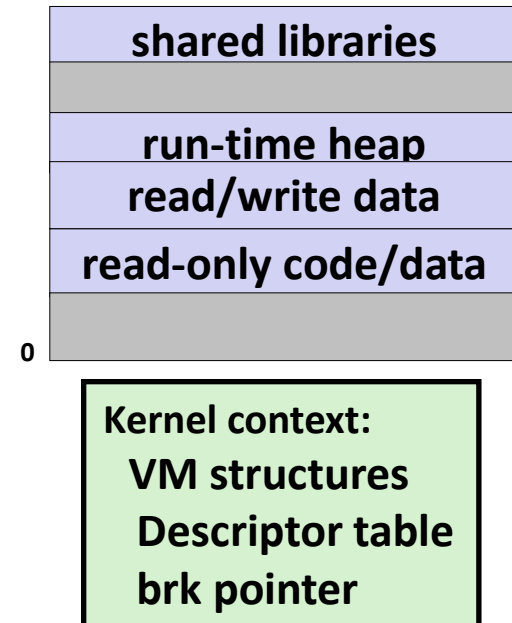 shared libraries
run-time heap
read/write data
read-only code/data
0
Kernel context:
VM structures
Descriptor table
brk pointer